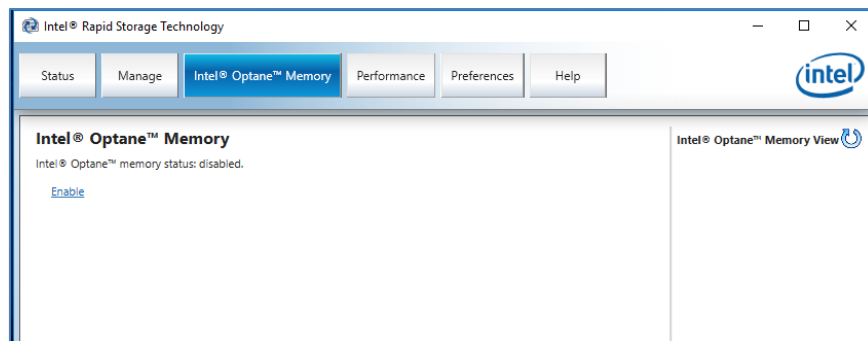 Intel® Rapid Storage Technology
Status Manage Intel® Optane™ Memory Performance Preferences Help
intel
Intel® Optane™ Memory
Intel® Optane™ memory status: disabled.
Enable
Intel® Optane™ Memory View